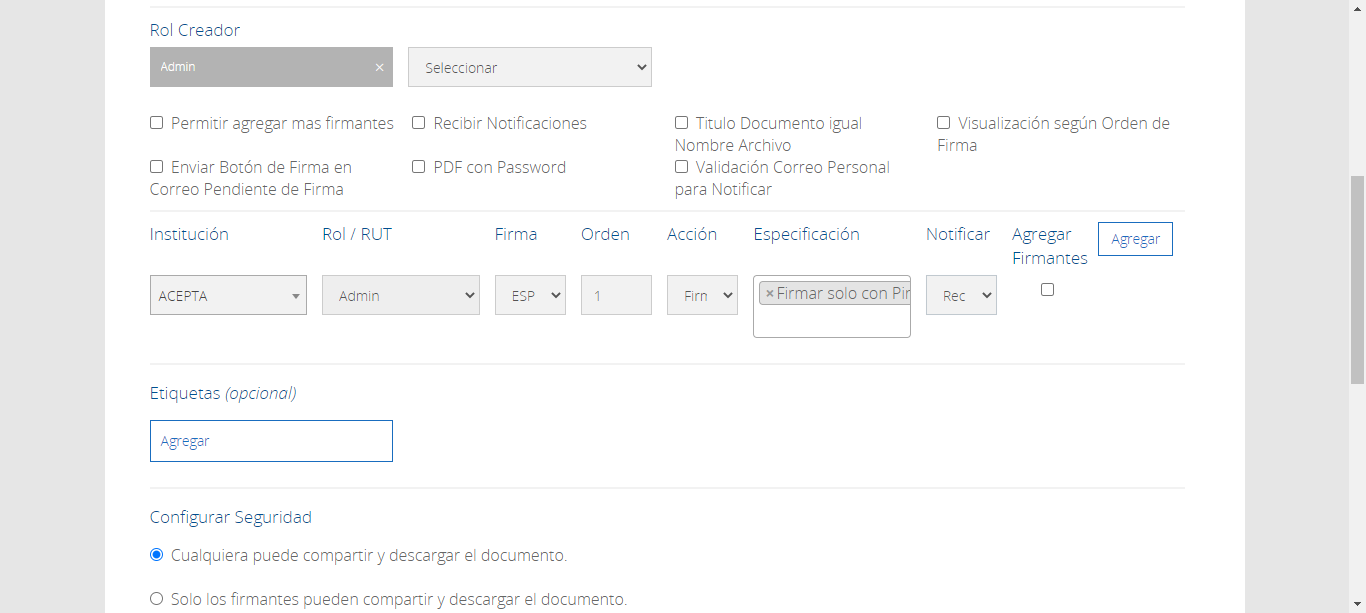 Rol Creador
Admin × Seleccionar
Permitir agregar mas firmantes Recibir Notificaciones Titulo Documento igual Nombre Archivo Visualización según Orden de Firma
Enviar Botón de Firma en Correo Pendiente de Firma PDF con Password Validación Correo Personal para Notificar
Institución Rol / RUT Firma Orden Acción Especificación Notificar Agregar Firmantes Agregar
ACEPTA Admin ESP 1 Firn × Firmar solo con Pir Rec
Etiquetas (opcional)
Agregar
Configurar Seguridad
Cualquiera puede compartir y descargar el documento.
Solo los firmantes pueden compartir y descargar el documento.